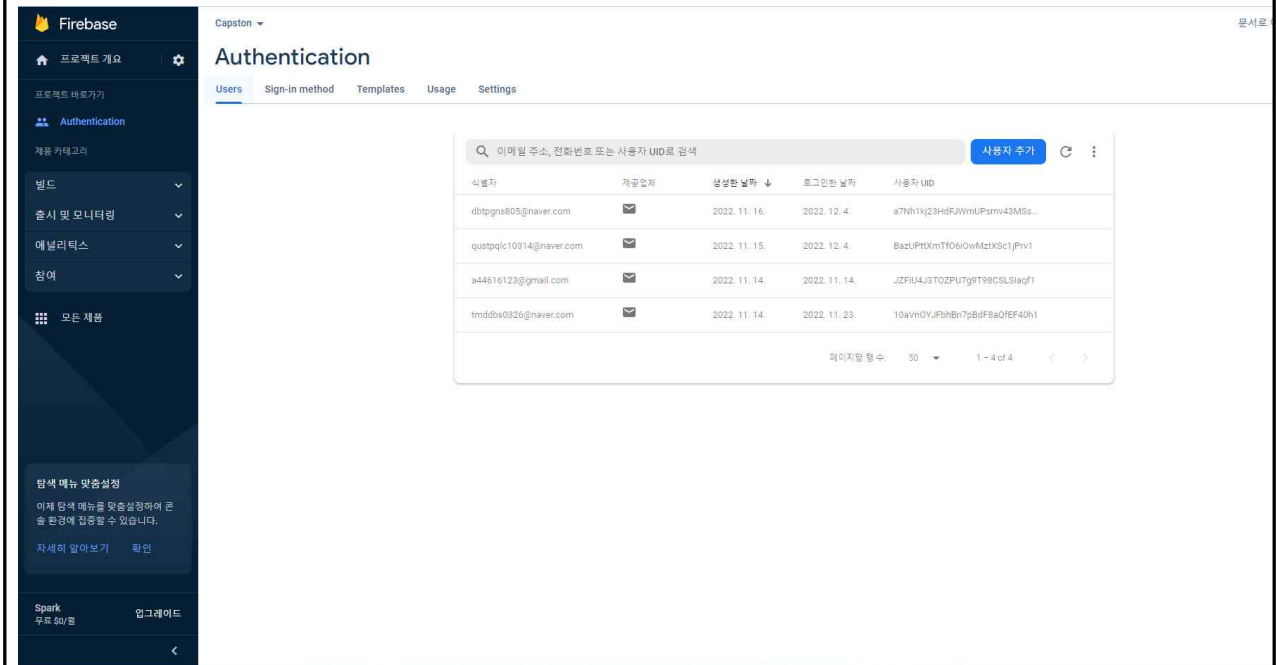 Firebase
프로젝트 개요
프로젝트 바로가기
Authentication
제품 카테고리
빌드
출시 및 모니터링
애널리틱스
참여
모든 제품
탐색 메뉴 맞춤설정
이제 탐색 메뉴를 맞춤설정하여 콘
솔 환경에 집중할 수 있습니다.
자세히 알아보기 확인
Spark
무료 $0/월
업그레이드
Capston
문서로
Authentication
Users Sign-in method Templates Usage Settings
이메일 주소, 전화번호 또는 사용자 UID로 검색
사용자 추가
식별자 제공업체 생성한 날짜 로그인한 날짜 사용자 UID
dbtpgns805@naver.com 2022. 11. 16. 2022. 12. 4. a7Nh1kj23HdFJWmUPsmv43MSs...
qustpqlc10314@naver.com 2022. 11. 15. 2022. 12. 4. BazUPttXmTfO6iOwMztXSc1jPrv1
a44616123@gmail.com 2022. 11. 14. 2022. 11. 14. JZFiU4J3TOZPU7g9T98CSLSIaqf1
tmddbs0326@naver.com 2022. 11. 14. 2022. 11. 23. 10aVnOYJFbhBn7pBdF8aQfEF40h1
페이지당 행 수: 50 1 – 4 of 4